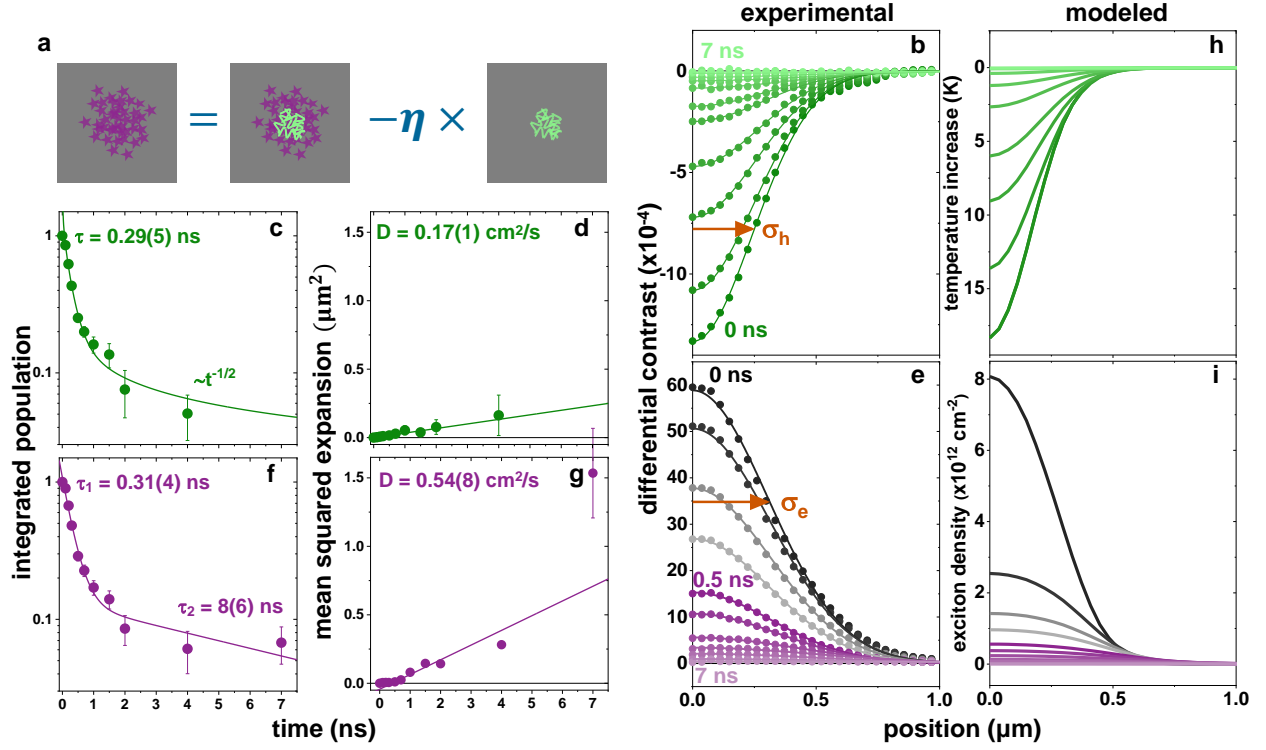 experimental
modeled
a
= −η ×
b
7 ns
0
-5
-10
σh
0 ns
differential contrast (x10⁻⁴)
h
0
5
10
15
temperature increase (K)
c
τ = 0.29(5) ns
~t⁻¹ᐟ²
1
0.1
d
D = 0.17(1) cm²/s
1.5
1.0
0.5
0.0
integrated population
mean squared expansion (μm²)
e
0 ns
60
50
40
30
20
10
0
σe
0.5 ns
7 ns
0.0 0.5 1.0
i
8
6
4
2
0
exciton density (x10¹² cm⁻²)
0.0 0.5 1.0
f
τ₁ = 0.31(4) ns
τ₂ = 8(6) ns
1
0.1
0 1 2 4 7
g
D = 0.54(8) cm²/s
1.5
1.0
0.5
0.0
0 1 2 3 4 5 6 7
time (ns)
position (μm)